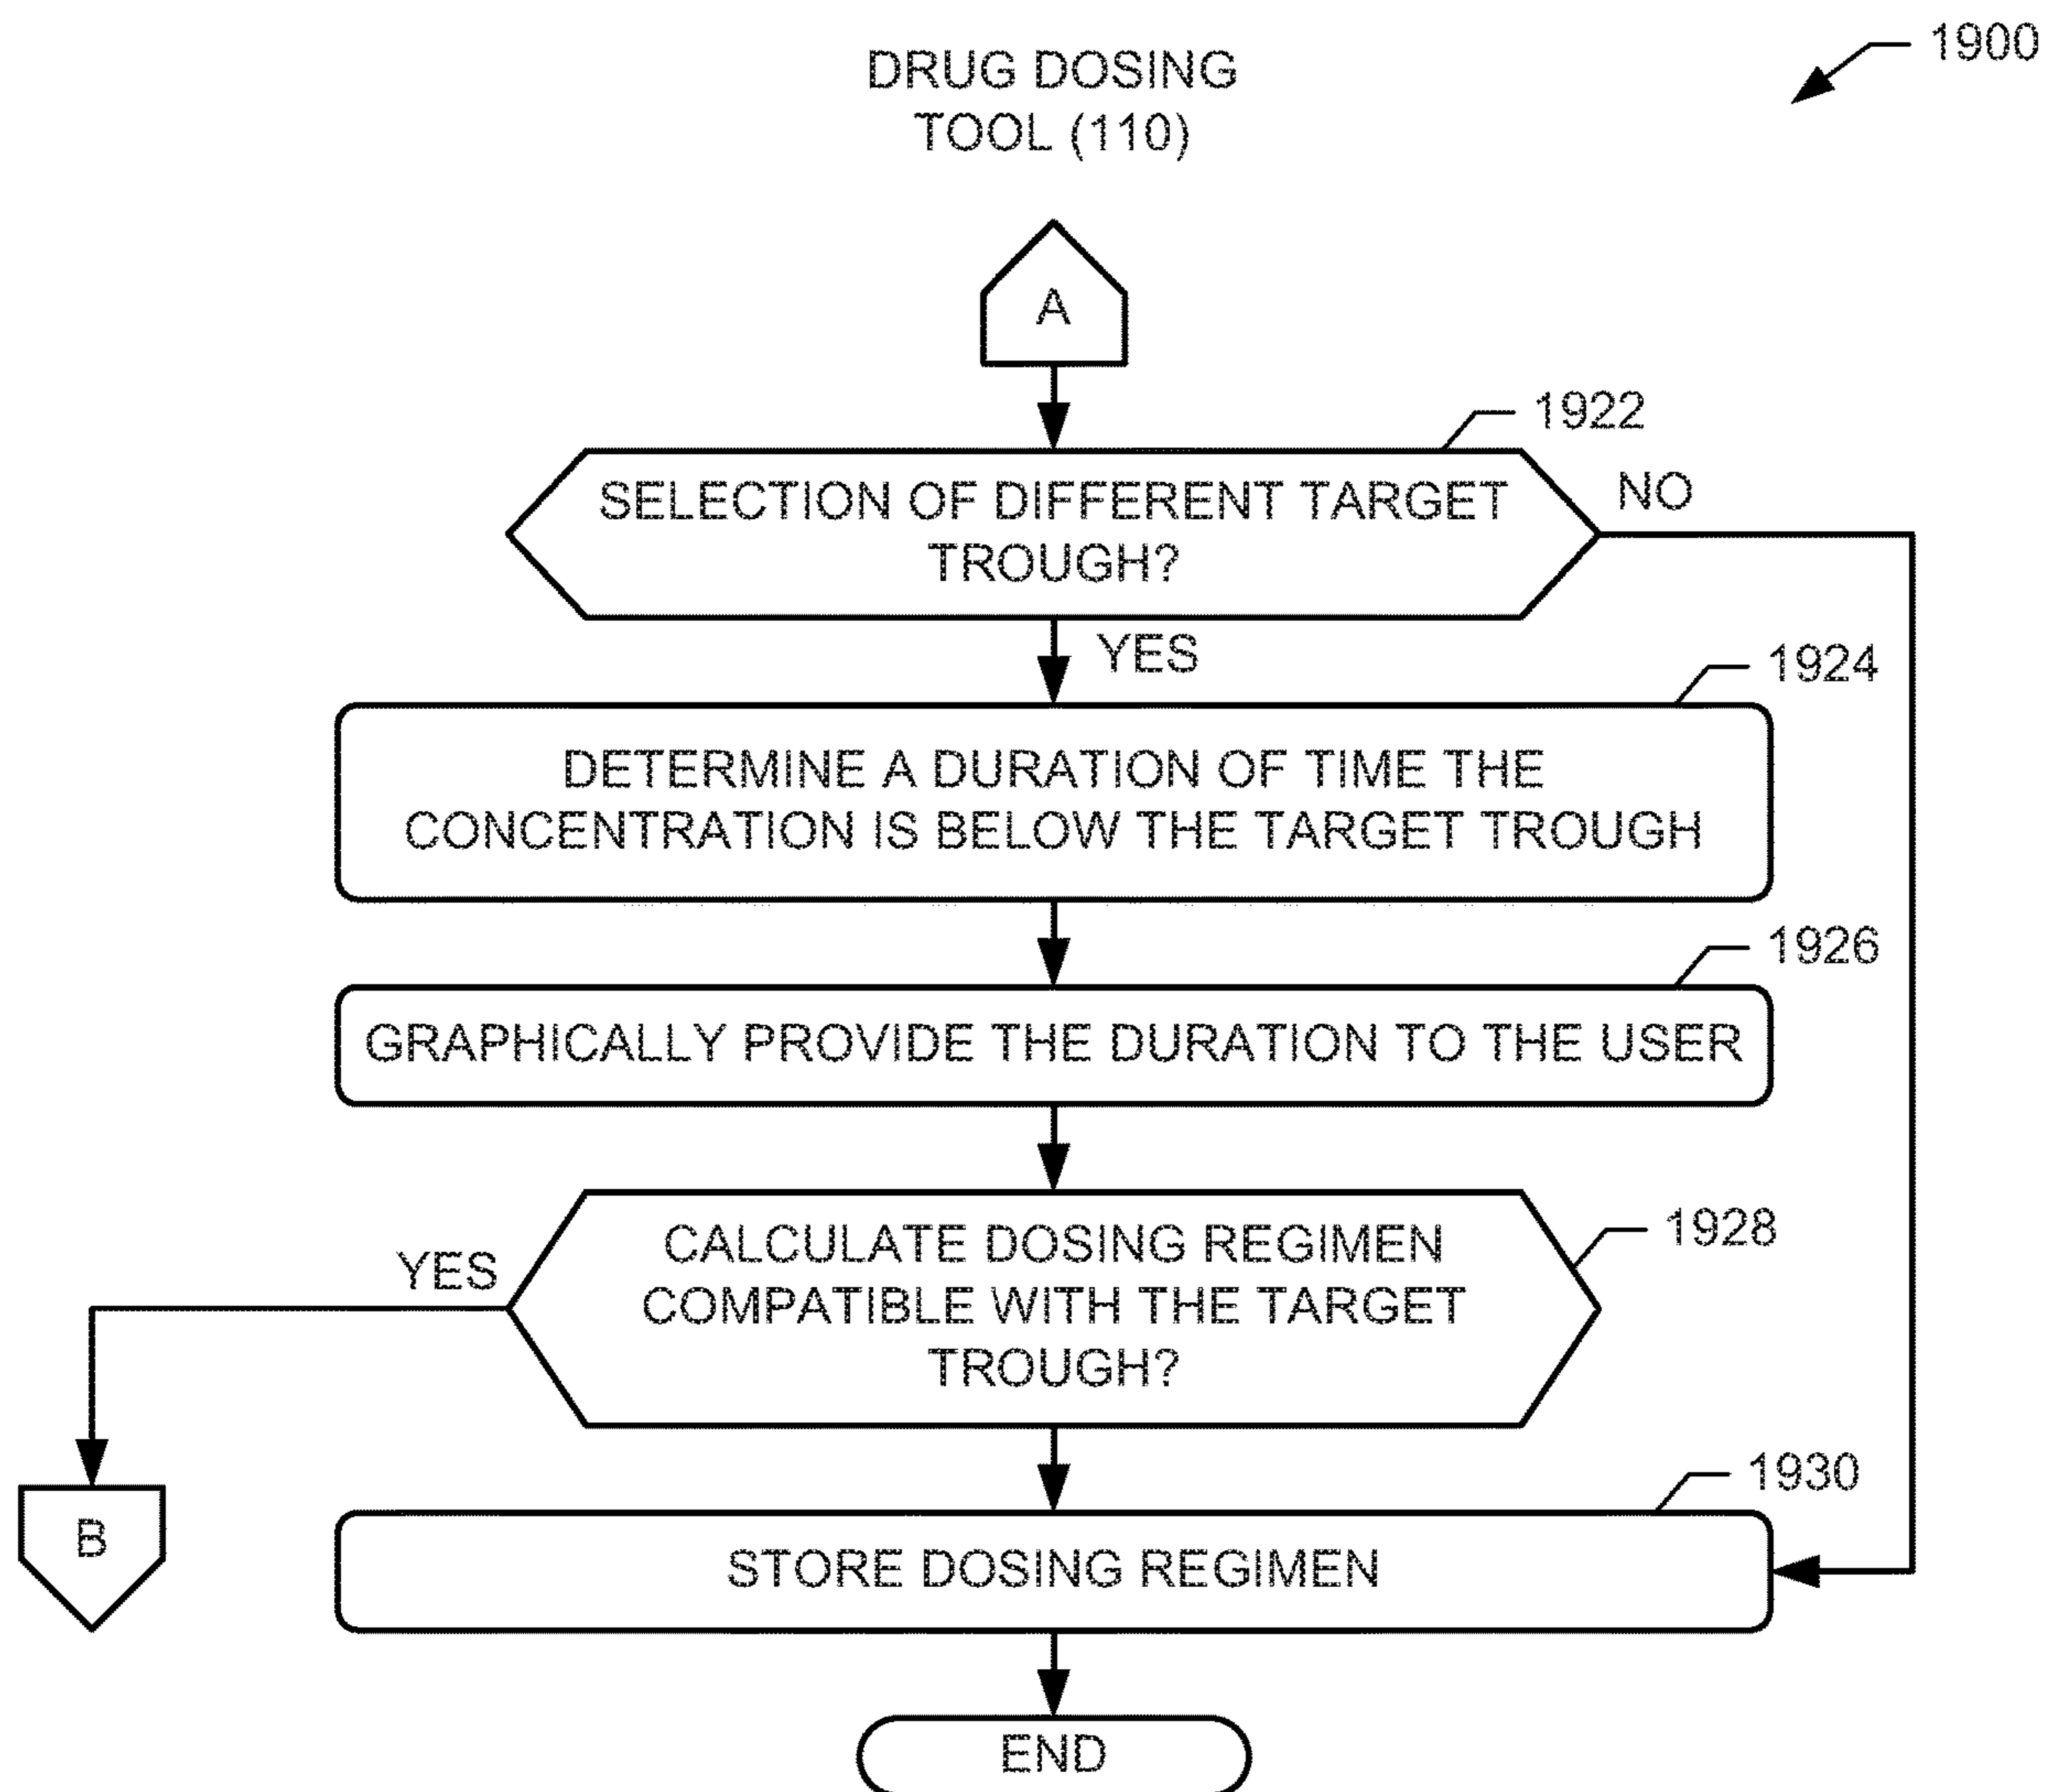 1900
DRUG DOSING
TOOL (110)
A
1922
SELECTION OF DIFFERENT TARGET
TROUGH?
NO
YES
1924
DETERMINE A DURATION OF TIME THE
CONCENTRATION IS BELOW THE TARGET TROUGH
1926
GRAPHICALLY PROVIDE THE DURATION TO THE USER
1928
CALCULATE DOSING REGIMEN
COMPATIBLE WITH THE TARGET
TROUGH?
YES
B
1930
STORE DOSING REGIMEN
END